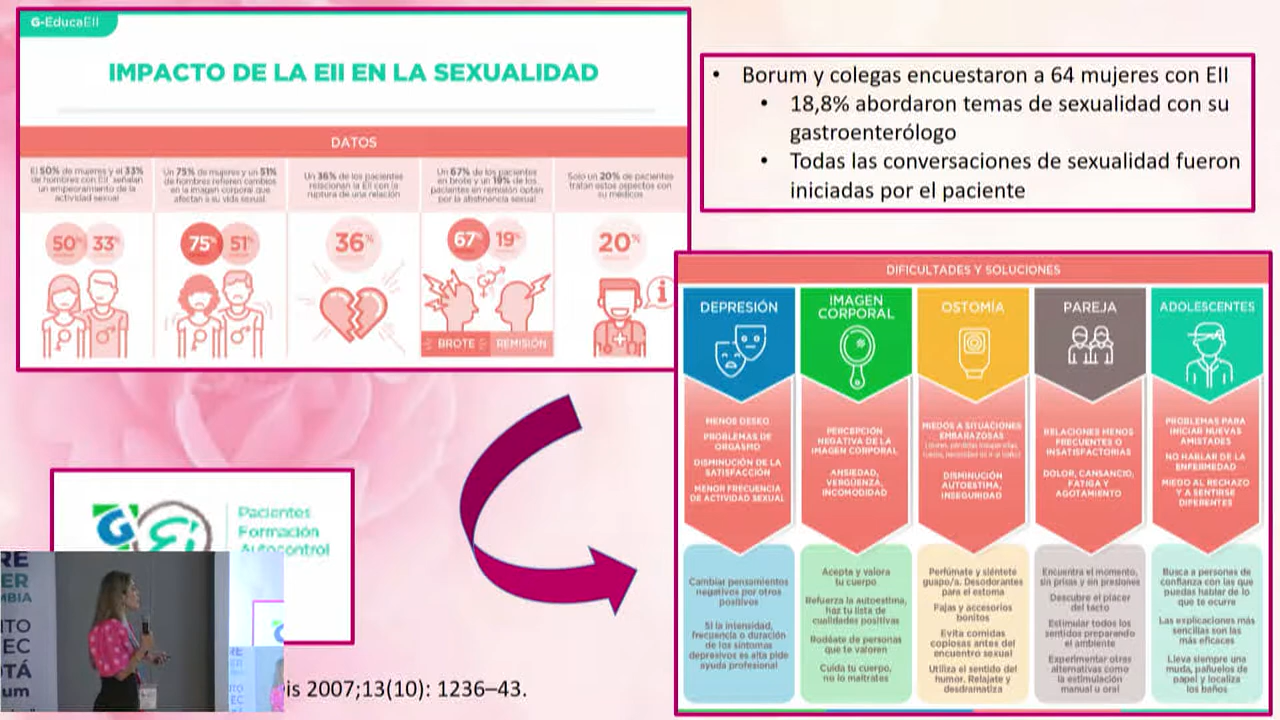 G-EducaEII
IMPACTO DE LA EII EN LA SEXUALIDAD
DATOS
El 50% de mujeres y el 33%
de hombres con EII señalan
un empeoramiento de la
actividad sexual
Un 75% de mujeres y un 51%
de hombres refieren cambios
en la imagen corporal que
afectan a su vida sexual
Un 36% de los pacientes
relacionan la EII con la
ruptura de una relación
Un 67% de los pacientes
en brote y un 19% de los
pacientes en remisión optan
por la abstinencia sexual
Solo un 20% de pacientes
tratan estos aspectos con
su médicos
50% 33%
75% 51%
36%
67% 19%
20%
BROTE
REMISIÓN
• Borum y colegas encuestaron a 64 mujeres con EII
• 18,8% abordaron temas de sexualidad con su
gastroenterólogo
• Todas las conversaciones de sexualidad fueron
iniciadas por el paciente
DIFICULTADES Y SOLUCIONES
DEPRESIÓN
MENOS DESEO
PROBLEMAS DE
ORGASMO
DISMINUCIÓN DE LA
SATISFACCIÓN
MENOR FRECUENCIA
DE ACTIVIDAD SEXUAL
Cambiar pensamientos
negativos por otros
positivos
Si la intensidad,
frecuencia o duración
de los síntomas
depresivos es alta pide
ayuda profesional
IMAGEN
CORPORAL
PERCEPCIÓN
NEGATIVA DE LA
IMAGEN CORPORAL
ANSIEDAD,
VERGÜENZA,
INCOMODIDAD
Acepta y valora
tu cuerpo
Refuerza la autoestima,
haz tu lista de
cualidades positivas
Rodéate de personas
que te valoren
Cuida tu cuerpo,
no lo maltrates
OSTOMÍA
MIEDOS A SITUACIONES
EMBARAZOSAS
DISMINUCIÓN
AUTOESTIMA,
INSEGURIDAD
Perfúmate y siéntete
guapo/a. Desodorantes
para el estoma
Fajas y accesorios
bonitos
Evita comidas
copiosas antes del
encuentro sexual
Utiliza el sentido del
humor. Relájate y
desdramatiza
PAREJA
RELACIONES MENOS
FRECUENTES O
INSATISFACTORIAS
DOLOR, CANSANCIO,
FATIGA Y
AGOTAMIENTO
Encuentra el momento,
sin prisas y sin presiones
Descubre el placer
del tacto
Estimular todos los
sentidos preparando
el ambiente
Experimentar otras
alternativas como
la estimulación
manual u oral
ADOLESCENTES
PROBLEMAS PARA
INICIAR NUEVAS
AMISTADES
NO HABLAR DE LA
ENFERMEDAD
MIEDO AL RECHAZO
Y A SENTIRSE
DIFERENTES
Busca a personas de
confianza con las que
puedas hablar de lo
que te ocurre
Las explicaciones más
sencillas son las
más eficaces
Lleva siempre una
muda, pañuelos de
papel y localiza
los baños
Pacientes
Formación
Autocontrol
is 2007;13(10): 1236–43.